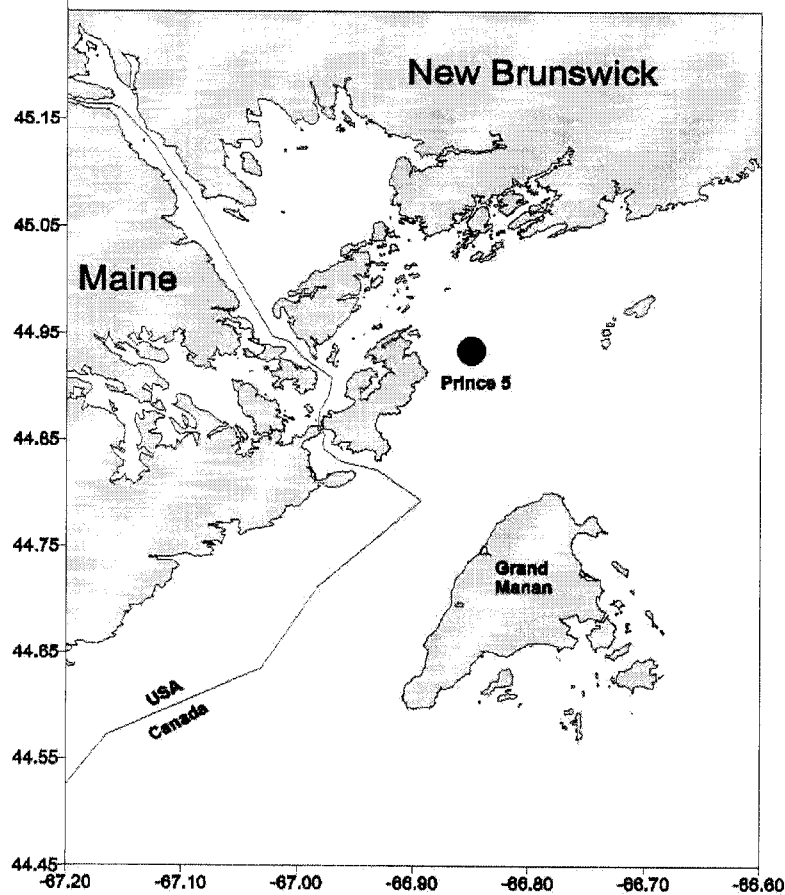 New Brunswick
45.15
45.05
Maine
44.95
Prince 5
44.85
44.75
Grand
Manan
44.65
USA
Canada
44.55
44.45
-67.20
-67.10
-67.00
-66.90
-66.80
-66.70
-66.60